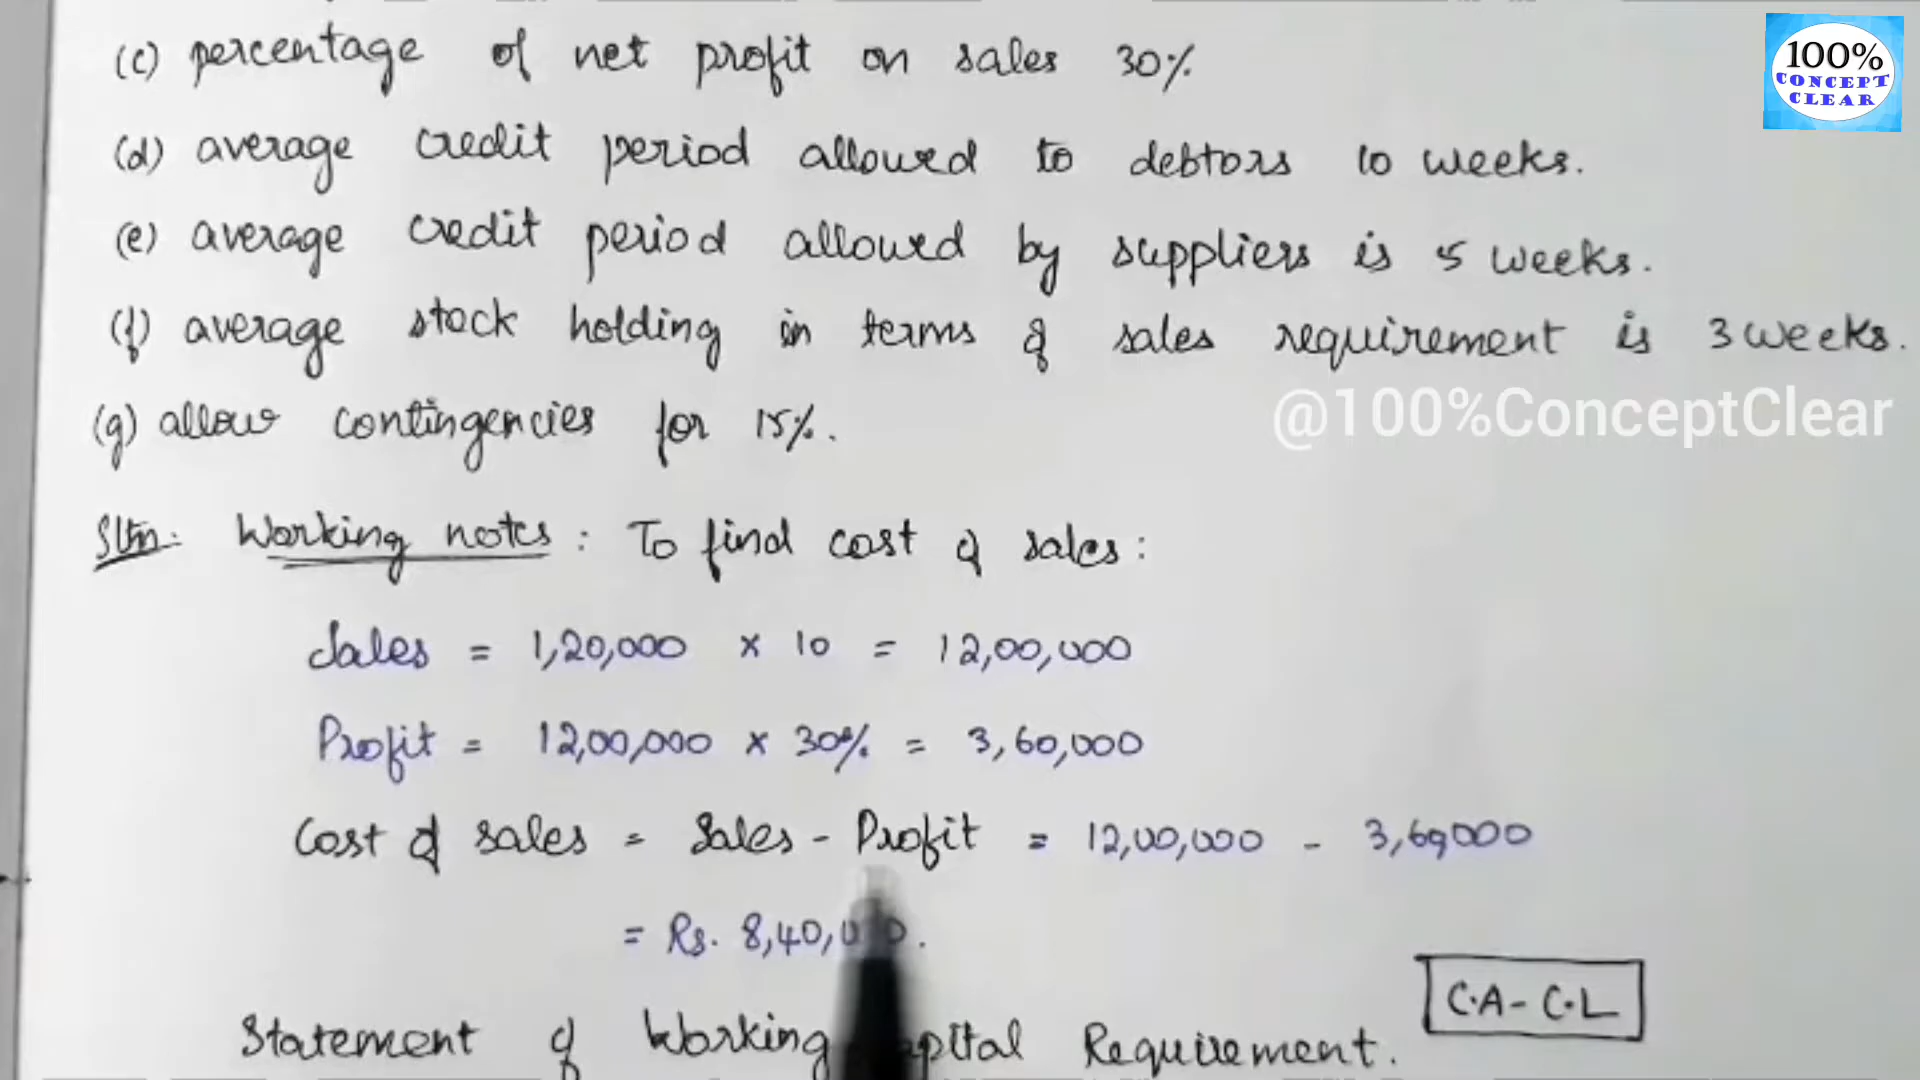 100%
CONCEPT
CLEAR
(c) percentage of net profit on sales 30%
(d) average credit period allowed to debtors 10 weeks.
(e) average credit period allowed by suppliers is 5 weeks.
(f) average stock holding in terms of sales requirement is 3 weeks.
@100%ConceptClear
(g) allow contingencies for 15%.
Sltn: Working notes : To find cost of sales :
Sales = 1,20,000 x 10 = 12,00,000
Profit = 12,00,000 x 30% = 3,60,000
Cost of sales = Sales - Profit = 12,00,000 - 3,60,000
= Rs. 8,40,000.
C.A - C.L
Statement of Working Capital Requirement.